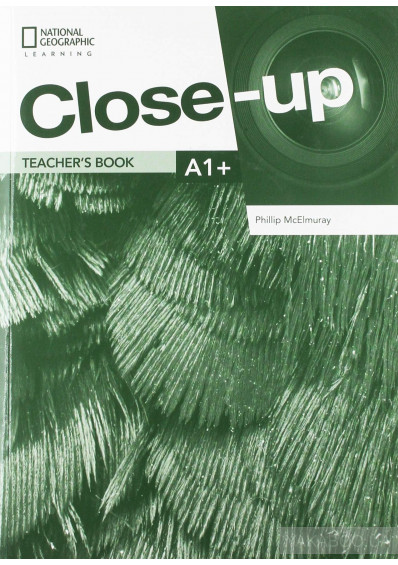 NATIONAL
GEOGRAPHIC
LEARNING
Close-up
TEACHER'S BOOK
A1+
Phillip McElmuray